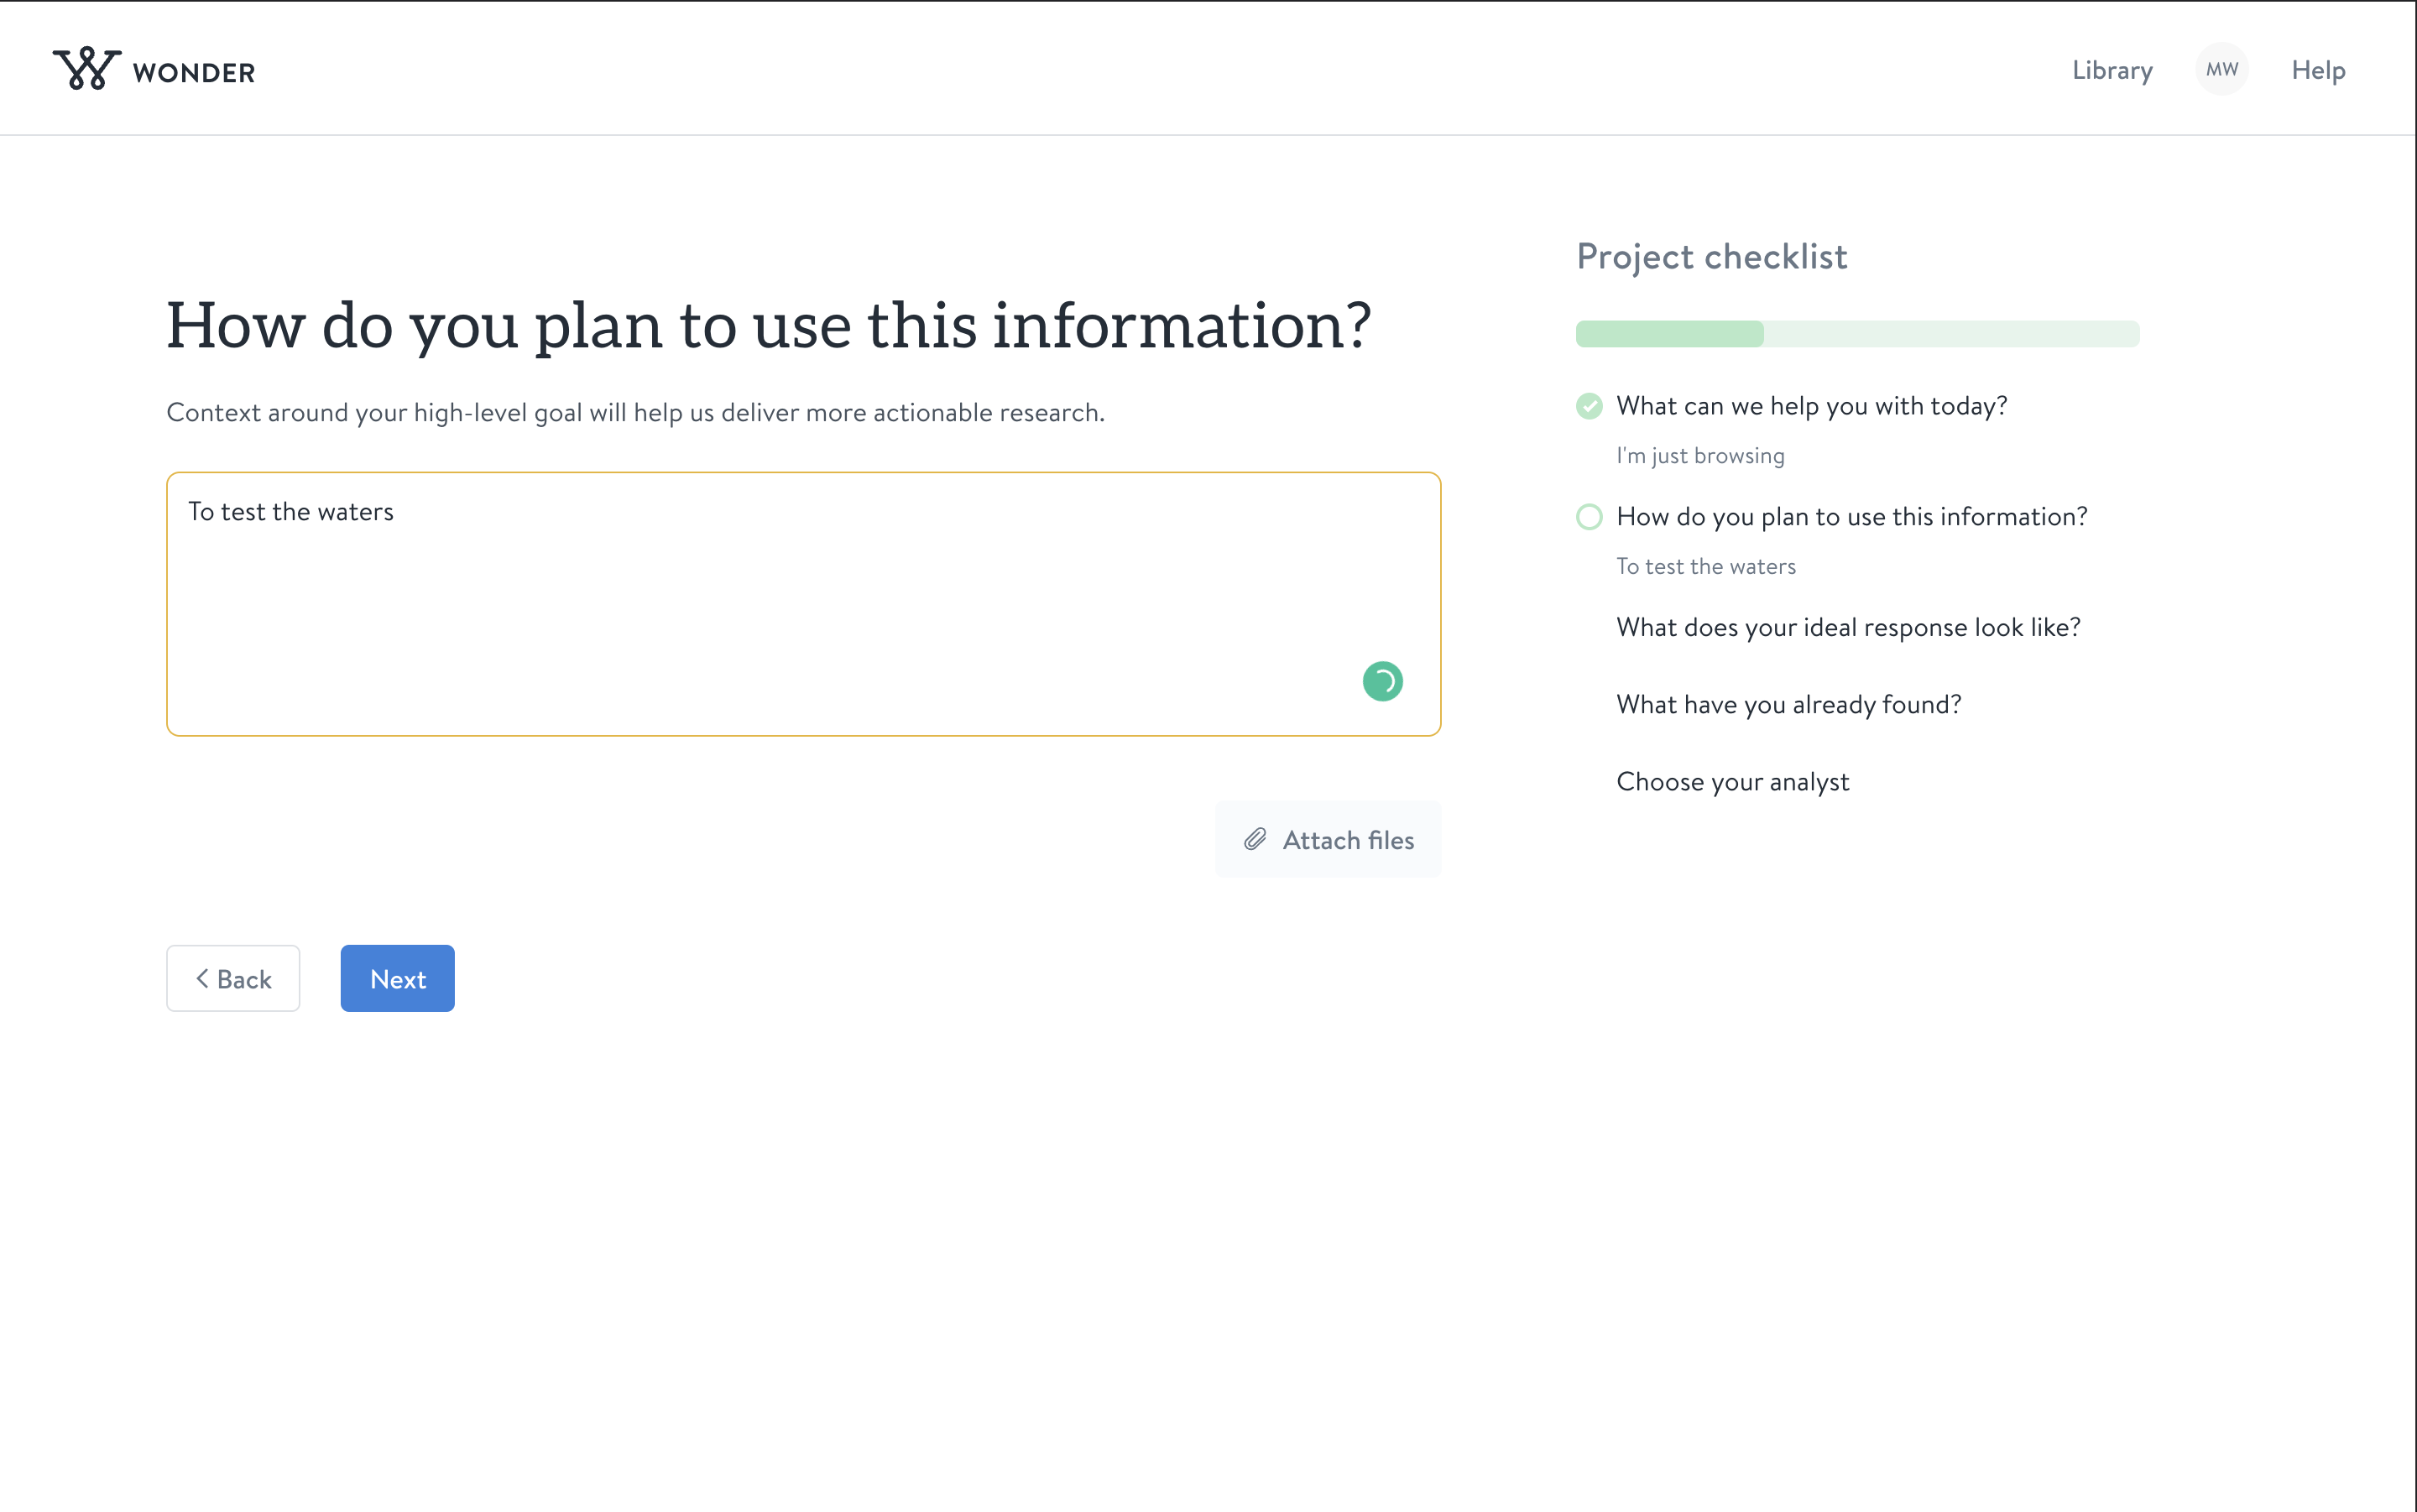 WONDER
Library
MW
Help
How do you plan to use this information?
Context around your high-level goal will help us deliver more actionable research.
To test the waters
Attach files
Back
Next
Project checklist
What can we help you with today?
I'm just browsing
How do you plan to use this information?
To test the waters
What does your ideal response look like?
What have you already found?
Choose your analyst